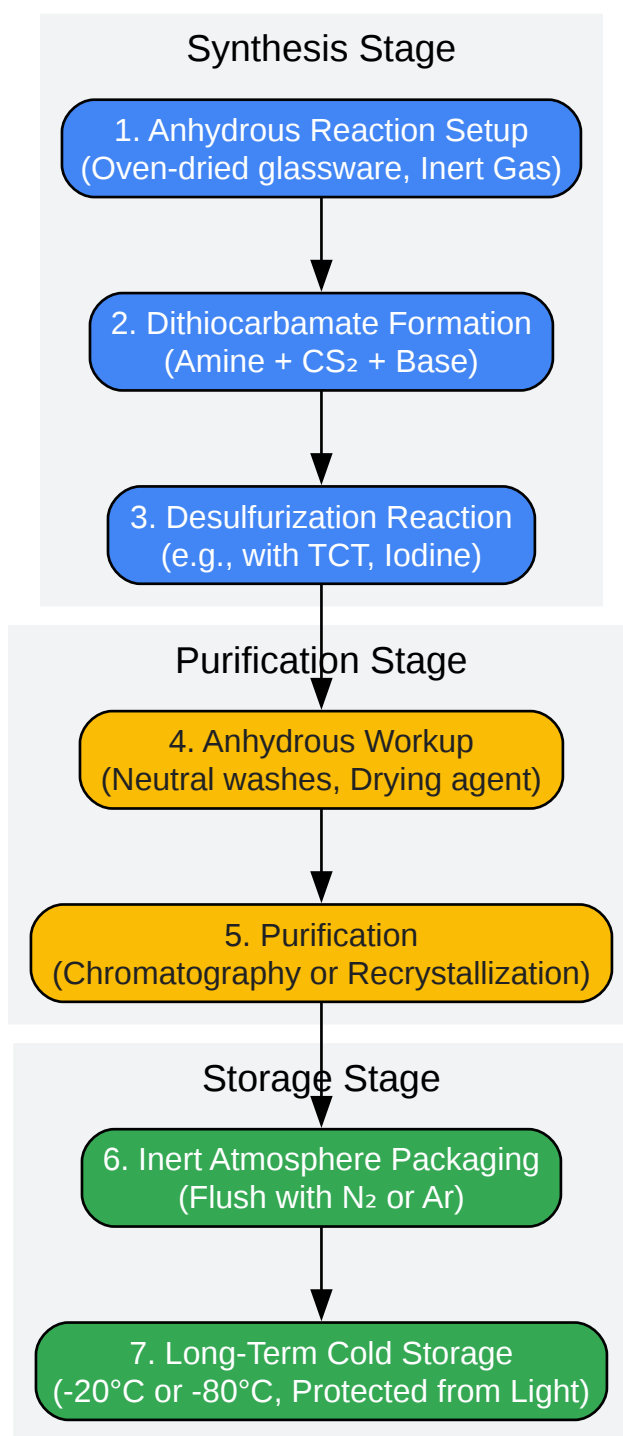 Synthesis Stage
1. Anhydrous Reaction Setup
(Oven-dried glassware, Inert Gas)
2. Dithiocarbamate Formation
(Amine + CS₂ + Base)
3. Desulfurization Reaction
(e.g., with TCT, Iodine)
Purification Stage
4. Anhydrous Workup
(Neutral washes, Drying agent)
5. Purification
(Chromatography or Recrystallization)
Storage Stage
6. Inert Atmosphere Packaging
(Flush with N₂ or Ar)
7. Long-Term Cold Storage
(-20°C or -80°C, Protected from Light)